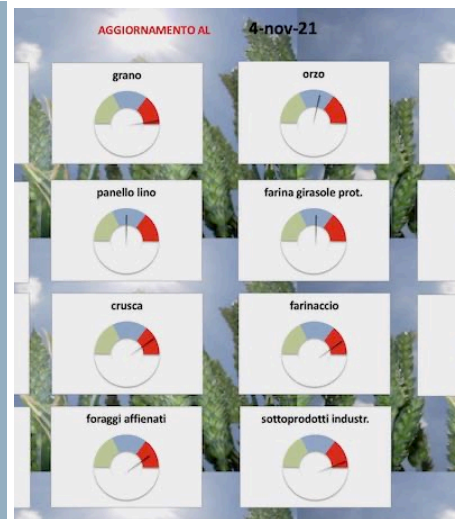 AGGIORNAMENTO AL 4-nov-21
grano
orzo
panello lino
farina girasole prot.
crusca
farinaccio
foraggi affienati
sottoprodotti industr.